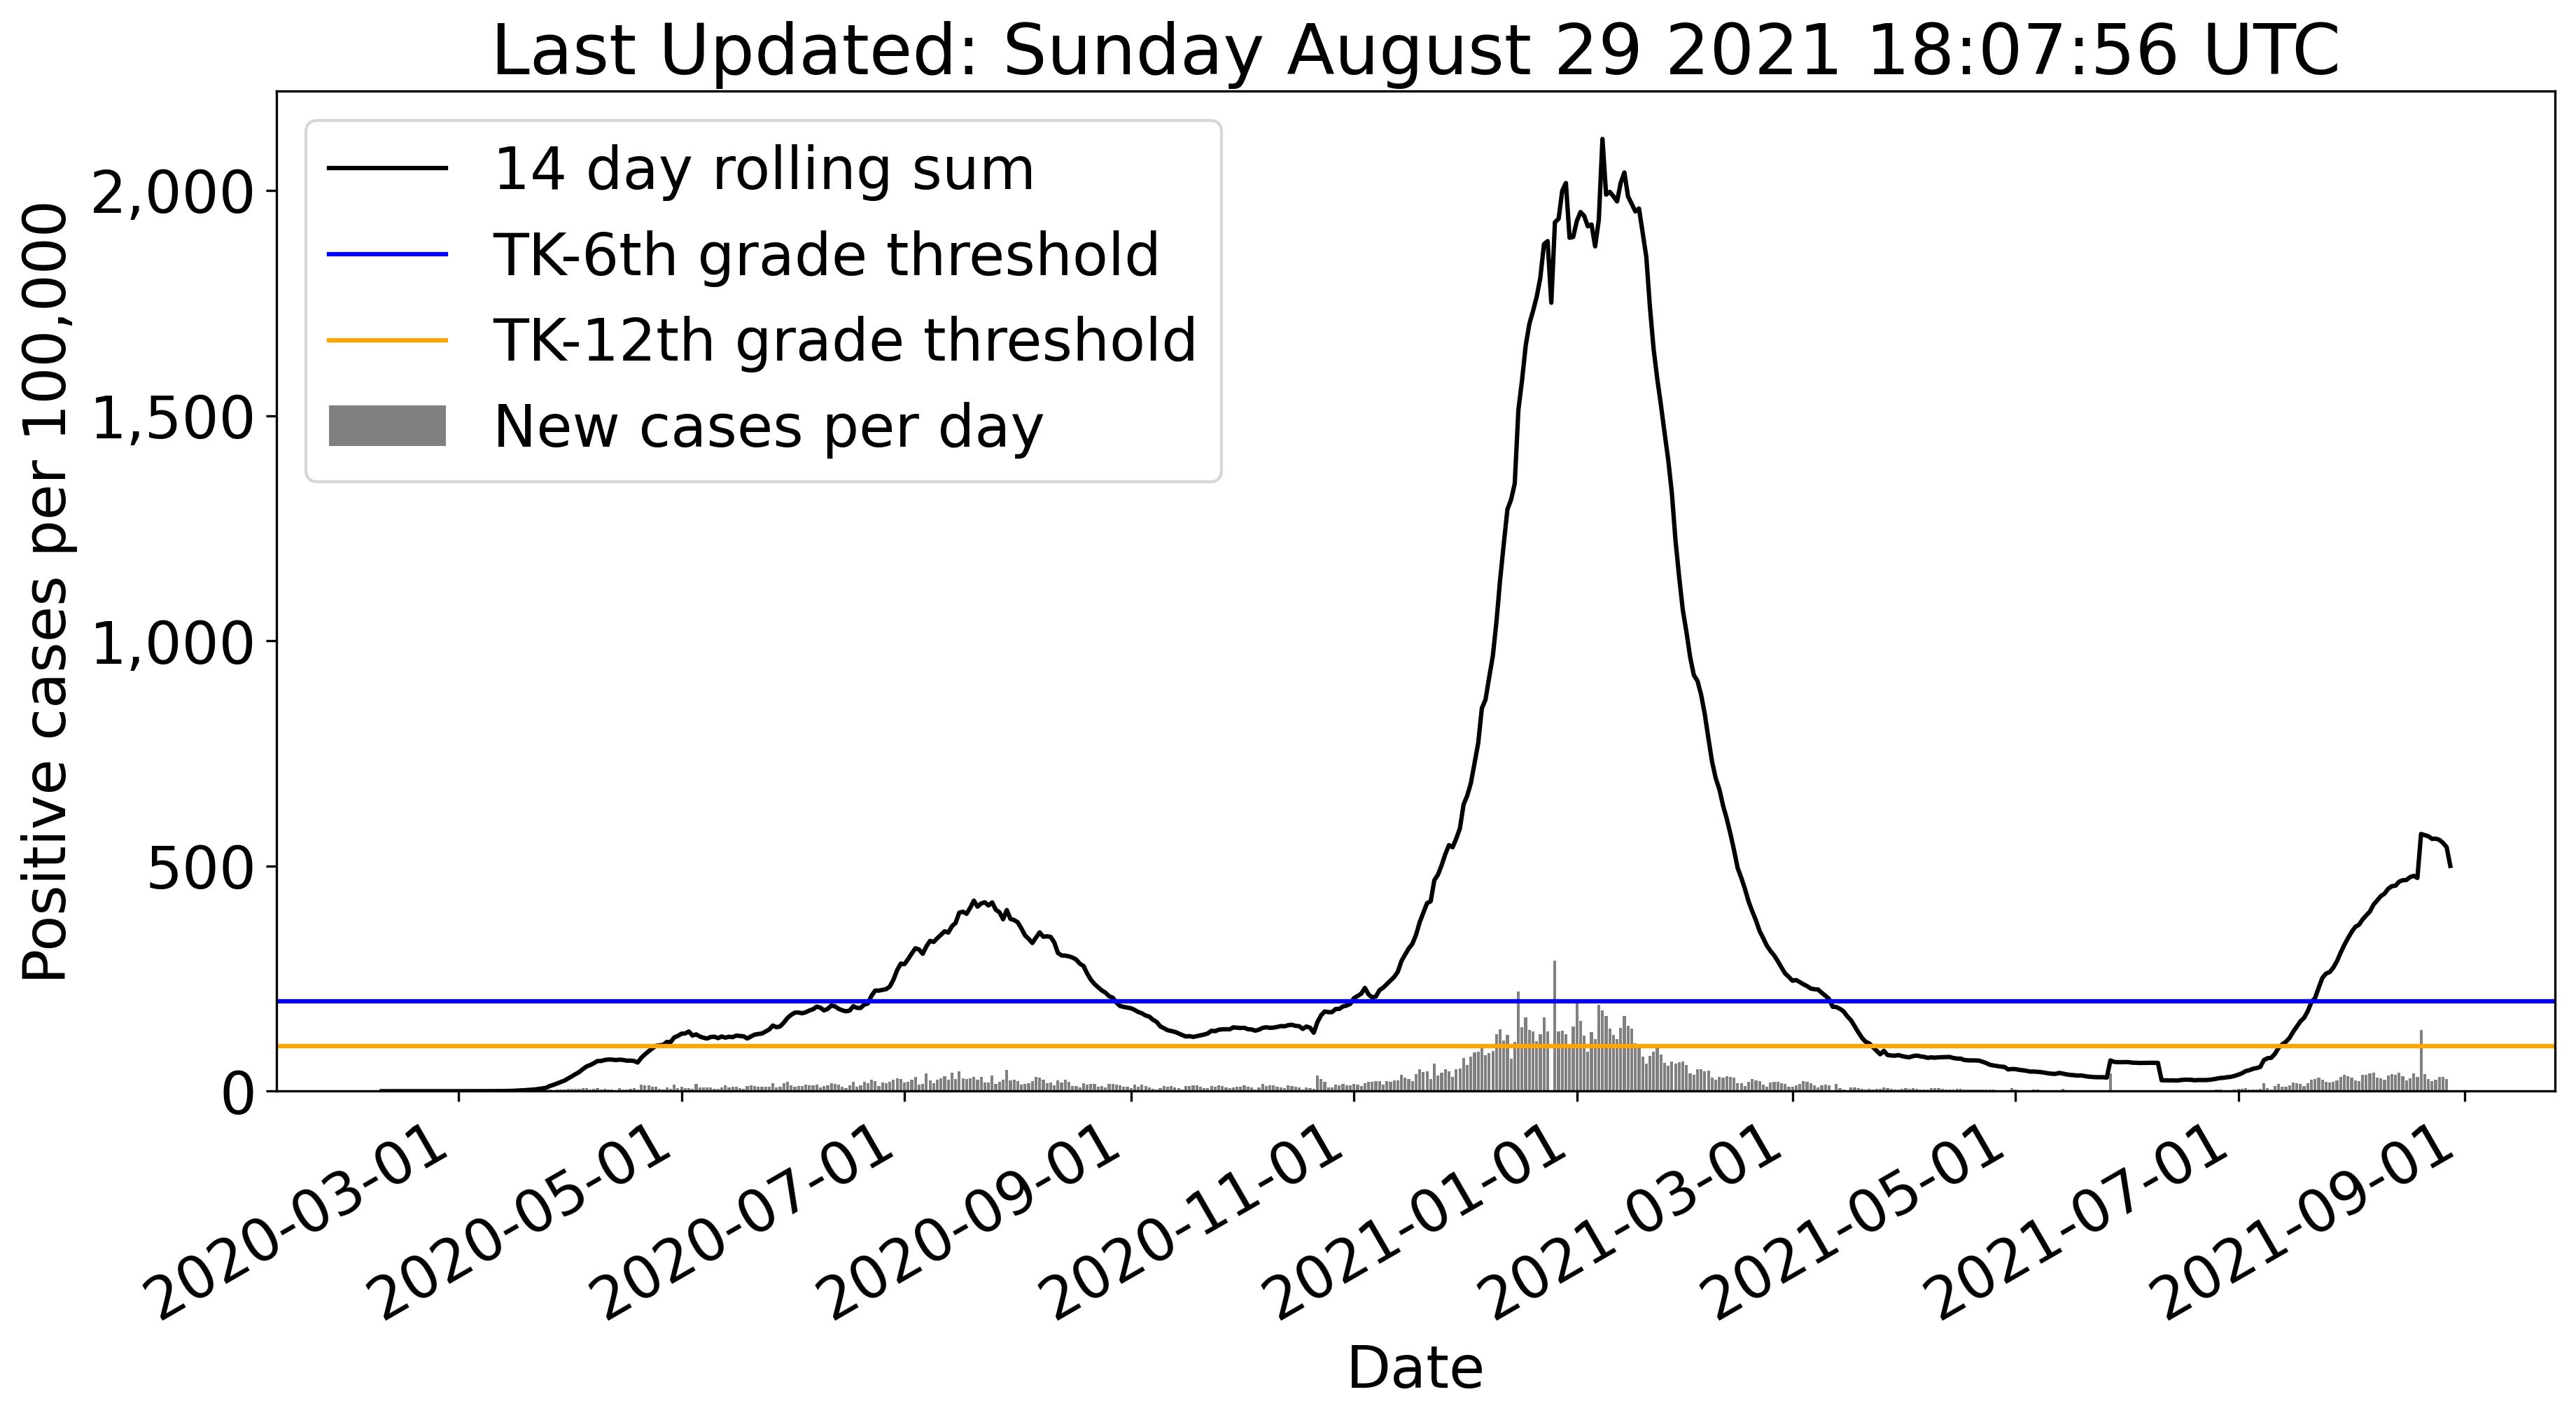 Last Updated: Sunday August 29 2021 18:07:56 UTC
14 day rolling sum
TK-6th grade threshold
TK-12th grade threshold
New cases per day
Positive cases per 100,000
2,000
1,500
1,000
500
0
2020-03-01
2020-05-01
2020-07-01
2020-09-01
2020-11-01
2021-01-01
2021-03-01
2021-05-01
2021-07-01
2021-09-01
Date